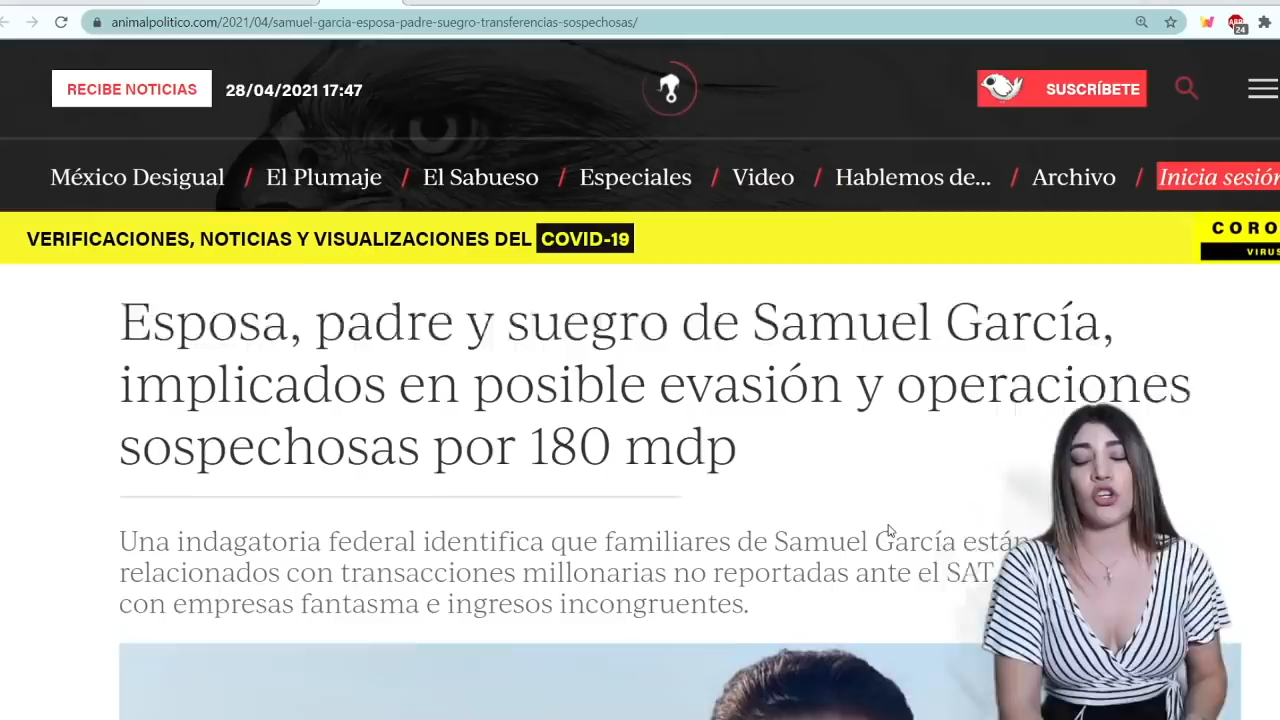 animalpolitico.com/2021/04/samuel-garcia-esposa-padre-suegro-transferencias-sospechosas/
24
RECIBE NOTICIAS
28/04/2021 17:47
SUSCRÍBETE
México Desigual / El Plumaje / El Sabueso / Especiales / Video / Hablemos de... / Archivo / Inicia sesión
VERIFICACIONES, NOTICIAS Y VISUALIZACIONES DEL COVID-19
CORO
VIRUS
Esposa, padre y suegro de Samuel García,
implicados en posible evasión y operaciones
sospechosas por 180 mdp
Una indagatoria federal identifica que familiares de Samuel García están
relacionados con transacciones millonarias no reportadas ante el SAT,
con empresas fantasma e ingresos incongruentes.